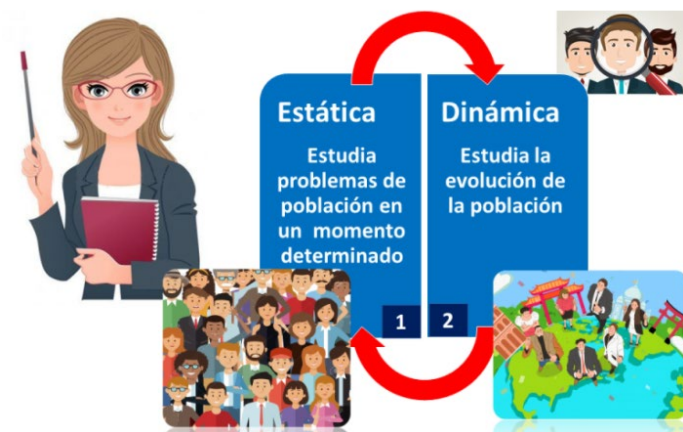 Estática
Estudia
problemas de
población en
un momento
determinado
1
Dinámica
Estudia la
evolución de
la población
2